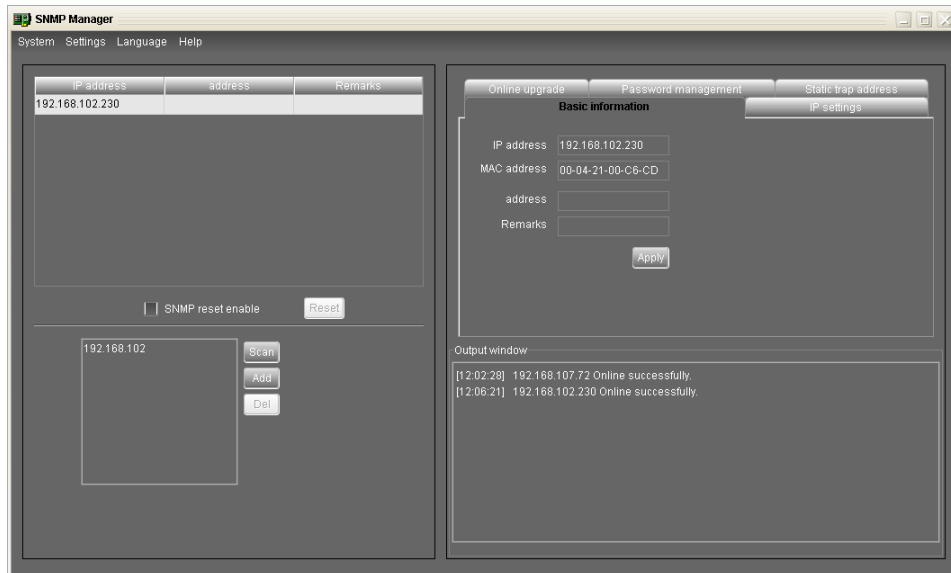 SNMP Manager
System Settings Language Help
IP address address Remarks
192.168.102.230
SNMP reset enable Reset
192.168.102
Scan
Add
Del
Online upgrade Password management Static trap address
Basic information IP settings
IP address 192.168.102.230
MAC address 00-04-21-00-C6-CD
address
Remarks
Apply
Output window
[12:02:28] 192.168.107.72 Online successfully.
[12:06:21] 192.168.102.230 Online successfully.